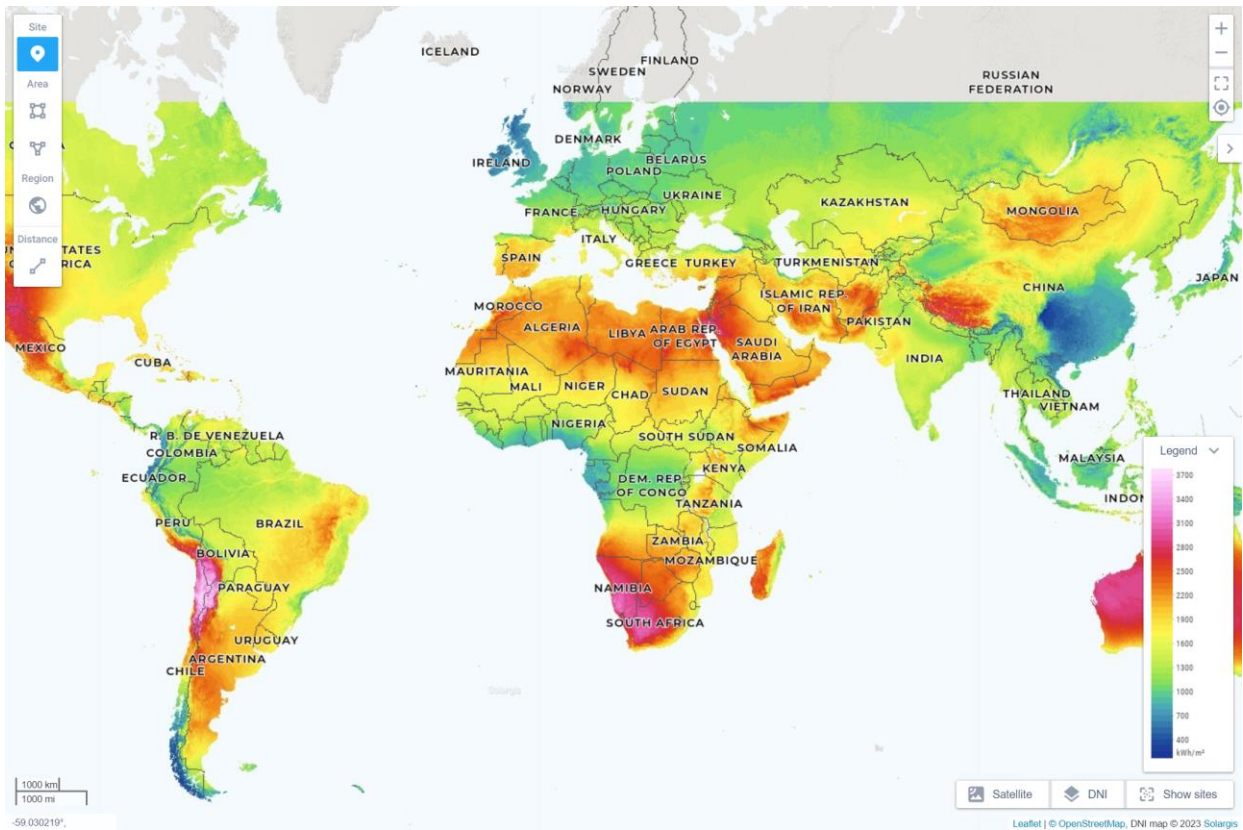 Site
Area
Region
Distance
ICELAND
FINLAND
SWEDEN
NORWAY
RUSSIAN
FEDERATION
DENMARK
IRELAND
BELARUS
POLAND
UKRAINE
FRANCE
HUNGARY
KAZAKHSTAN
MONGOLIA
ITALY
SPAIN
GREECE
TURKEY
TURKMENISTAN
JAPAN
CHINA
MOROCCO
ISLAMIC REP.
OF IRAN
ALGERIA
LIBYA
ARAB REP.
OF EGYPT
PAKISTAN
SAUDI
ARABIA
INDIA
MEXICO
CUBA
MAURITANIA
MALI
NIGER
CHAD
SUDAN
THAILAND
VIETNAM
NIGERIA
R. B. DE VENEZUELA
COLOMBIA
SOUTH SUDAN
SOMALIA
MALAYSIA
ECUADOR
KENYA
DEM. REP.
OF CONGO
TANZANIA
PERU
BRAZIL
ZAMBIA
BOLIVIA
MOZAMBIQUE
PARAGUAY
NAMIBIA
SOUTH AFRICA
URUGUAY
ARGENTINA
CHILE
Solargis
Legend
3700
3400
3100
2800
2500
2200
1900
1600
1300
1000
700
400
kWh/m²
1000 km
1000 mi
-59.030219°,
Satellite
DNI
Show sites
Leaflet | © OpenStreetMap, DNI map © 2023 Solargis